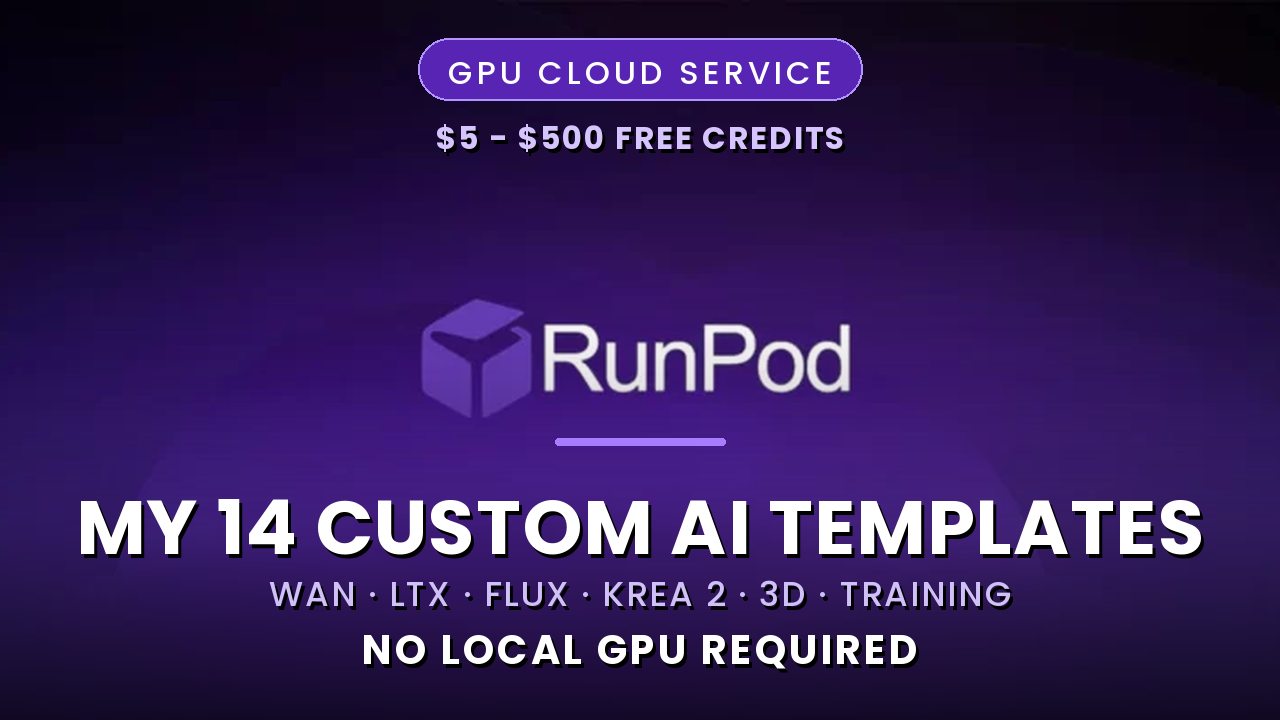 GPU CLOUD SERVICE
$5 - $500 FREE CREDITS
RunPod
MY 14 CUSTOM AI TEMPLATES
WAN · LTX · FLUX · KREA 2 · 3D · TRAINING
NO LOCAL GPU REQUIRED